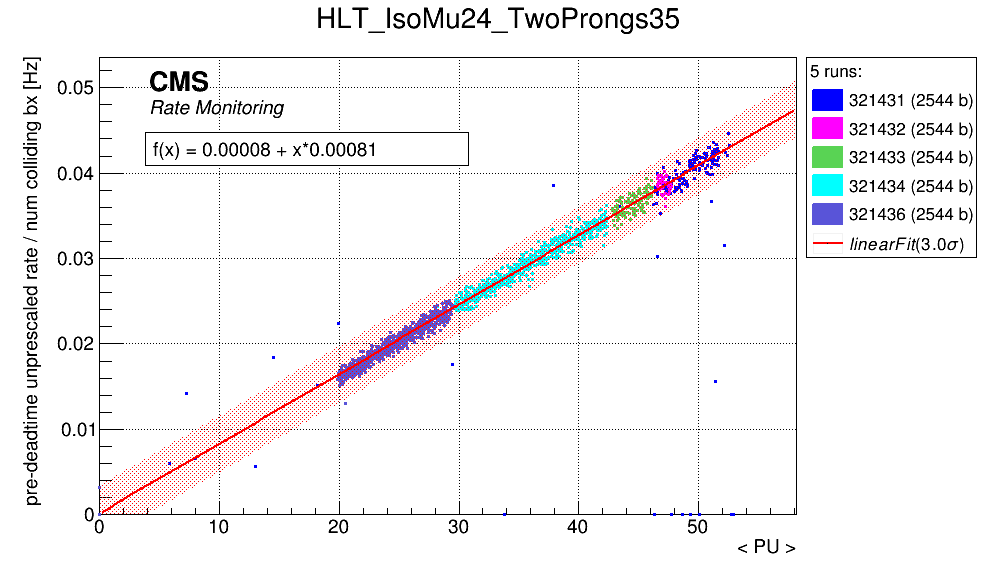 HLT_IsoMu24_TwoProngs35
pre-deadtime unprescaled rate / num colliding bx [Hz]
CMS
Rate Monitoring
f(x) = 0.00008 + x*0.00081
0.05
0.04
0.03
0.02
0.01
0
0 10 20 30 40 50
< PU >
5 runs:
321431 (2544 b)
321432 (2544 b)
321433 (2544 b)
321434 (2544 b)
321436 (2544 b)
linearFit(3.0σ)